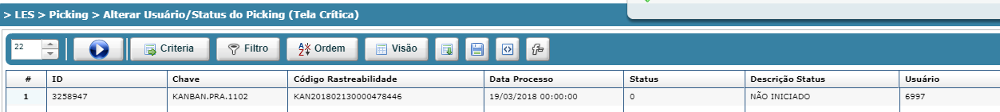 > LES > Picking > Alterar Usuário/Status do Picking (Tela Crítica)
22 Criteria Filtro Ordem Visão
# ID Chave Código Rastreabilidade Data Processo Status Descrição Status Usuário
1 3258947 KANBAN.PRA.1102 KAN201802130000478446 19/03/2018 00:00:00 0 NÃO INICIADO 6997